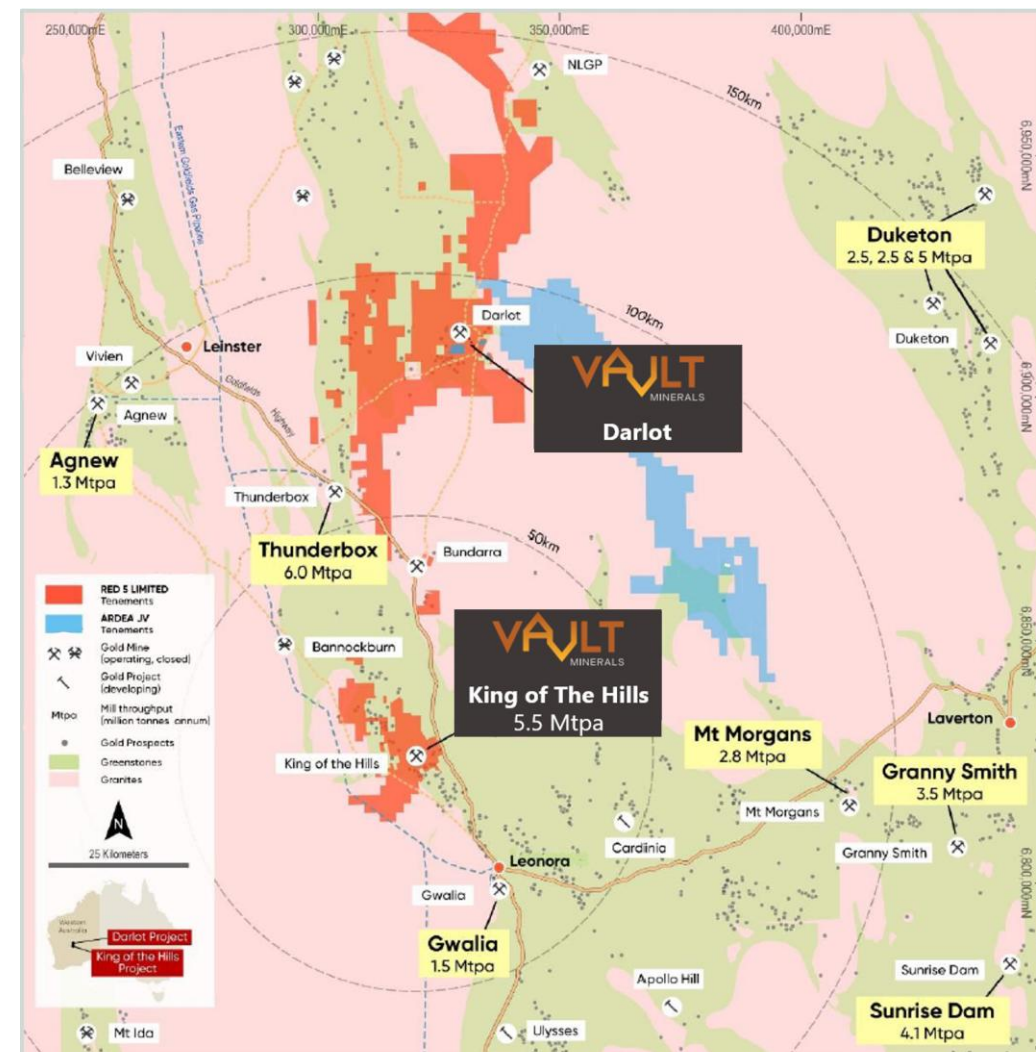 250,000mE
300,000mE
350,000mE
400,000mE
NLGP
150km
6,950,000mN
Eastern Goldfields Gas Pipeline
Belleview
Duketon
2.5, 2.5 & 5 Mtpa
Darlot
100km
Duketon
Leinster
Vivien
Goldfields Highway
VAULT
MINERALS
Darlot
6,900,000mN
Agnew
Agnew
1.3 Mtpa
Thunderbox
Thunderbox
6.0 Mtpa
50km
Bundarra
RED 5 LIMITED
Tenements
ARDEA JV
Tenements
Gold Mine
(operating, closed)
Gold Project
(developing)
Mtpa
Mill throughput
(million tonnes annum)
Gold Prospects
Greenstones
Granites
N
25 Kilometers
Western
Australia
Darlot Project
King of the Hills
Project
Bannockburn
VAULT
MINERALS
King of The Hills
5.5 Mtpa
6,850,000mN
Laverton
King of the Hills
Mt Morgans
2.8 Mtpa
Granny Smith
3.5 Mtpa
Mt Morgans
Cardinia
Granny Smith
Leonora
6,800,000mN
Gwalia
Gwalia
1.5 Mtpa
Apollo Hill
Sunrise Dam
Sunrise Dam
4.1 Mtpa
Mt Ida
Ulysses